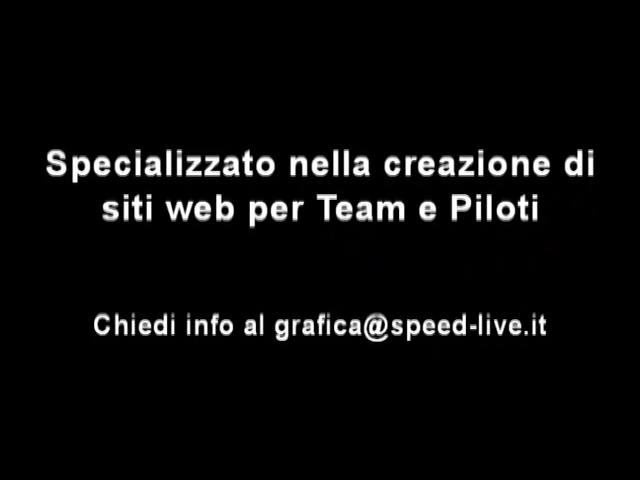 Specializzato nella creazione di
siti web per Team e Piloti
Chiedi info al grafica@speed-live.it